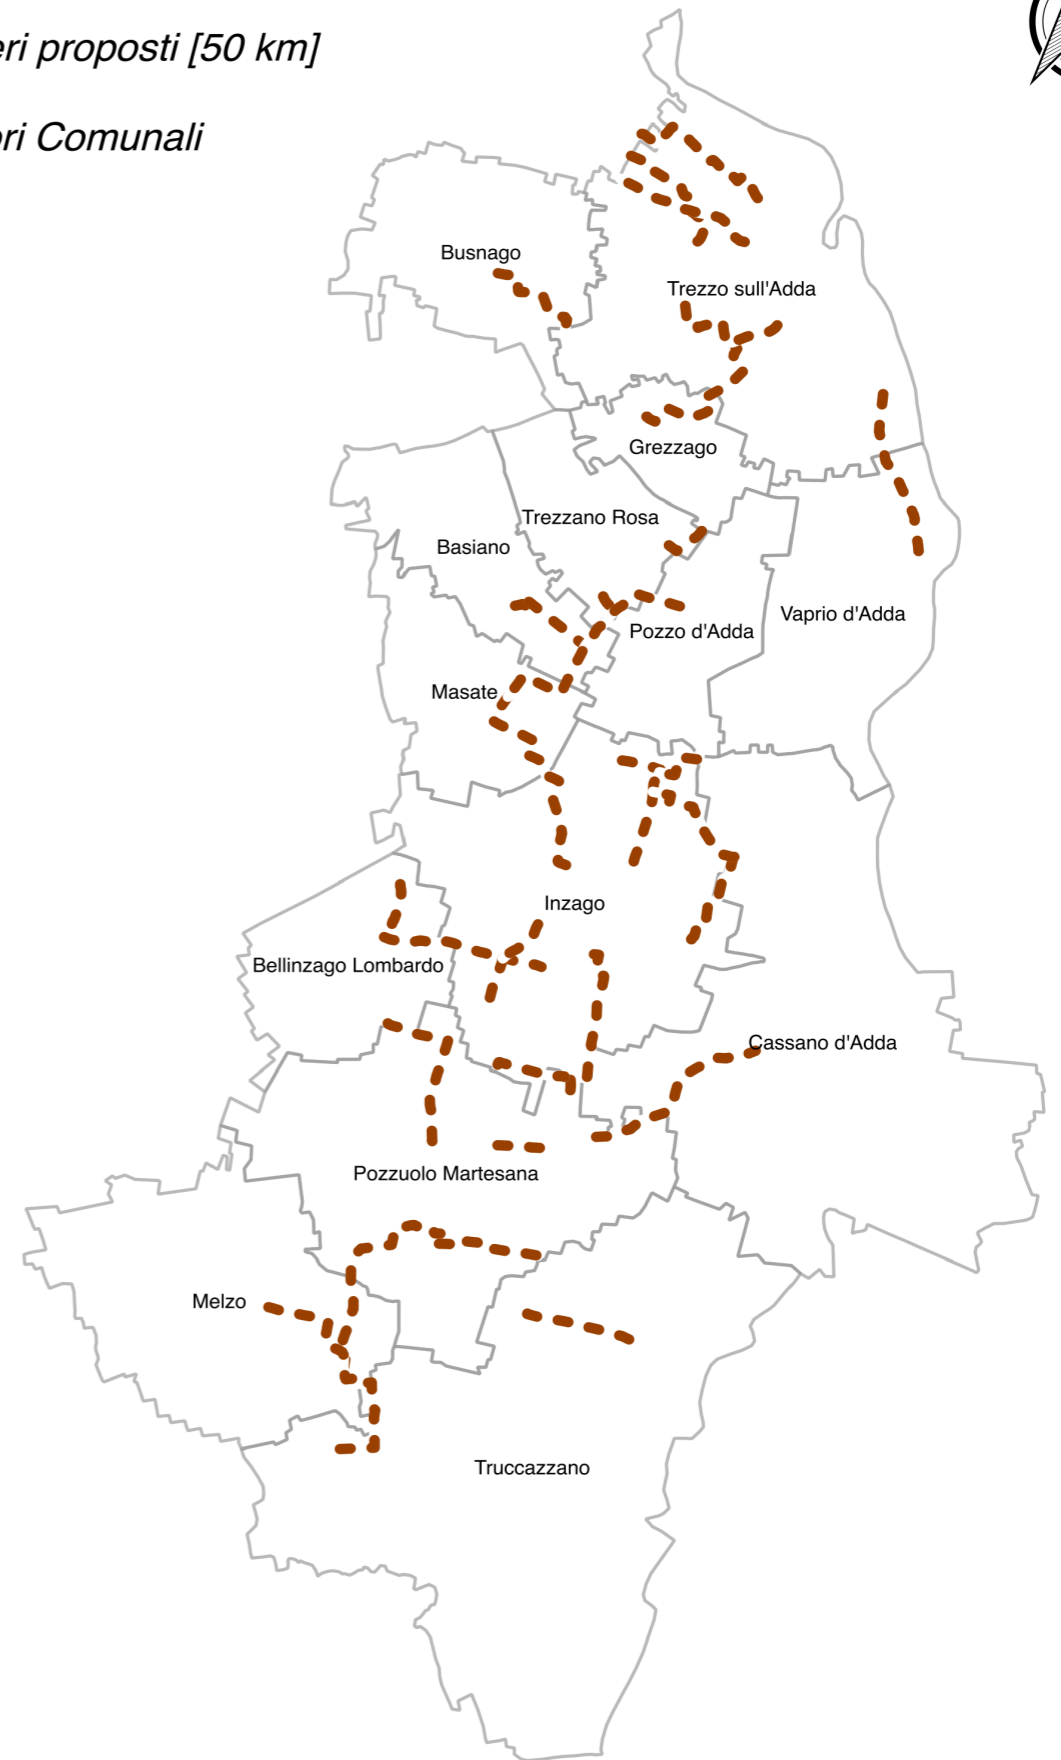 eri proposti [50 km]
ori Comunali
Busnago
Trezzo sull'Adda
Grezzago
Trezzano Rosa
Basiano
Vaprio d'Adda
Pozzo d'Adda
Masate
Inzago
Bellinzago Lombardo
Cassano d'Adda
Pozzuolo Martesana
Melzo
Truccazzano